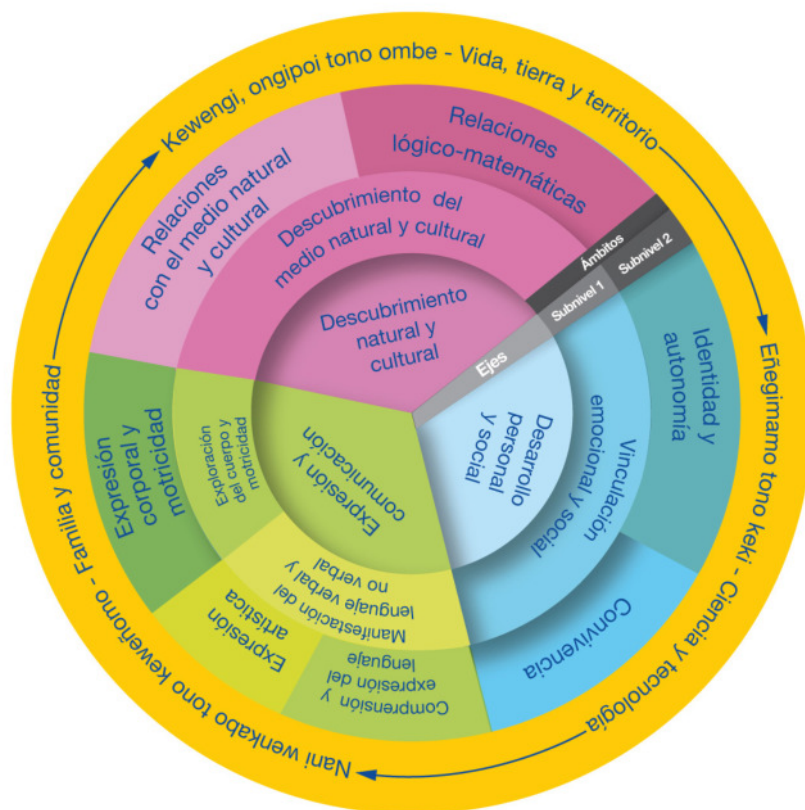 Kewengi, ongipoi tono ombe - Vida, tierra y territorio
Eñegimamo tono keki - Ciencia y tecnología
Nani wenkabo tono keweñomo - Familia y comunidad
Relaciones
lógico-matemáticas
Relaciones
con el medio natural
y cultural
Descubrimiento del
medio natural y cultural
Descubrimiento
natural y
cultural
Ámbitos
Subnivel 2
Subnivel 1
Ejes
Identidad y
autonomía
Vinculación
emocional y social
Desarrollo
personal
y social
Convivencia
Expresión y
comunicación
Exploración
del cuerpo y
motricidad
Expresión
corporal y
motricidad
Manifestación del
lenguaje verbal y
no verbal
Expresión
artística
Comprensión y
expresión del
lenguaje